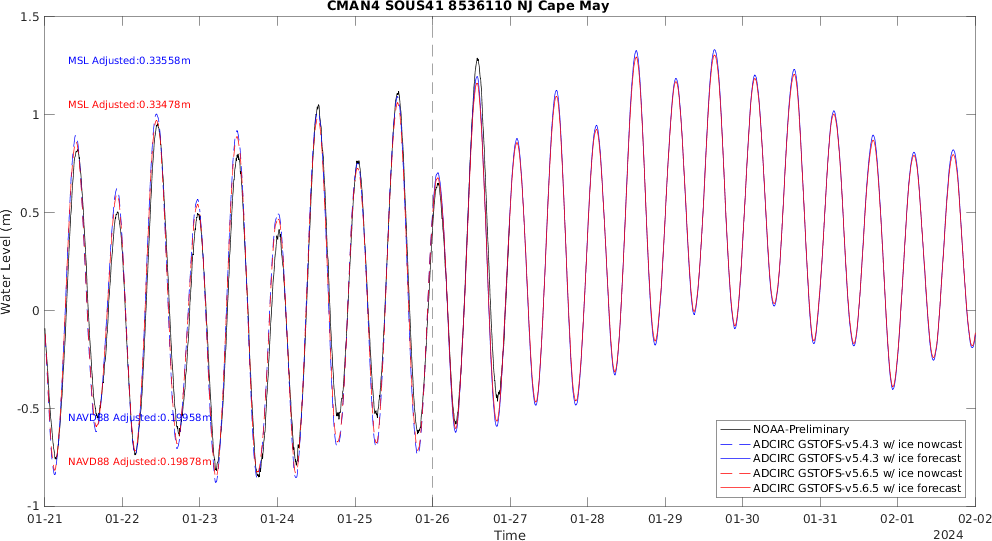 CMAN4 SOUS41 8536110 NJ Cape May
1.5
MSL Adjusted:0.33558m
MSL Adjusted:0.33478m
1
0.5
Water Level (m)
0
-0.5
NAVD88 Adjusted:0.19958m
NAVD88 Adjusted:0.19878m
NOAA-Preliminary
ADCIRC GSTOFS-v5.4.3 w/ ice nowcast
ADCIRC GSTOFS-v5.4.3 w/ ice forecast
ADCIRC GSTOFS-v5.6.5 w/ ice nowcast
ADCIRC GSTOFS-v5.6.5 w/ ice forecast
-1
01-21 01-22 01-23 01-24 01-25 01-26 01-27 01-28 01-29 01-30 01-31 02-01 02-02
Time
2024